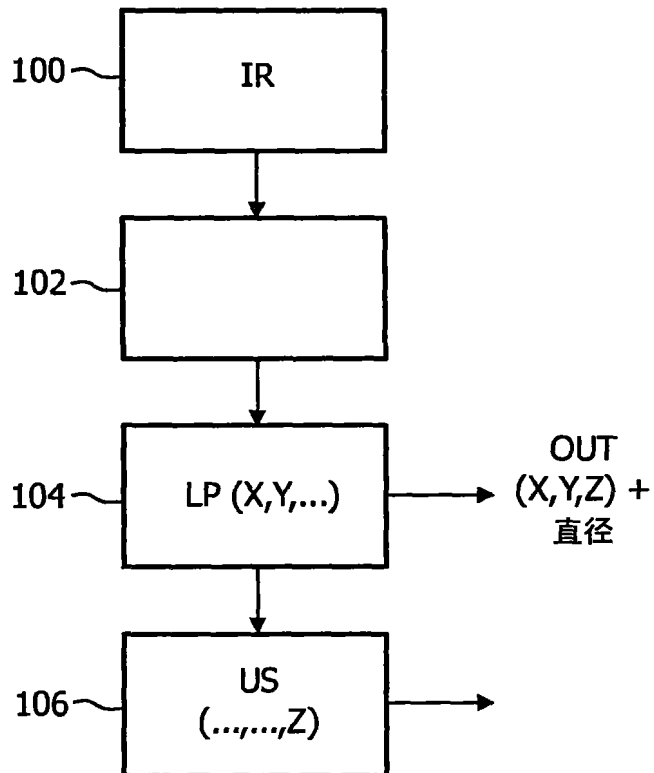 100
IR
102
104
LP (X,Y,...)
OUT
(X,Y,Z) +
直径
106
US
(...,...,Z)